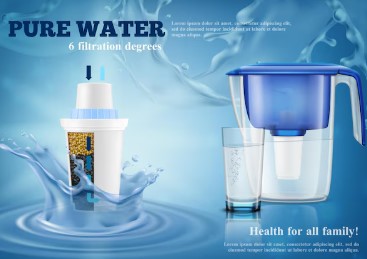 PURE WATER
6 filtration degrees
Lorem ipsum dolor sit amet, consectetur adipiscing elit,
sed do eiusmod tempor incididunt ut labore et dolore
magna aliqua.
Health for all family!
Lorem ipsum dolor sit amet, consectetur adipiscing elit, sed do
eiusmod tempor incididunt ut labore et dolore magna aliqua.